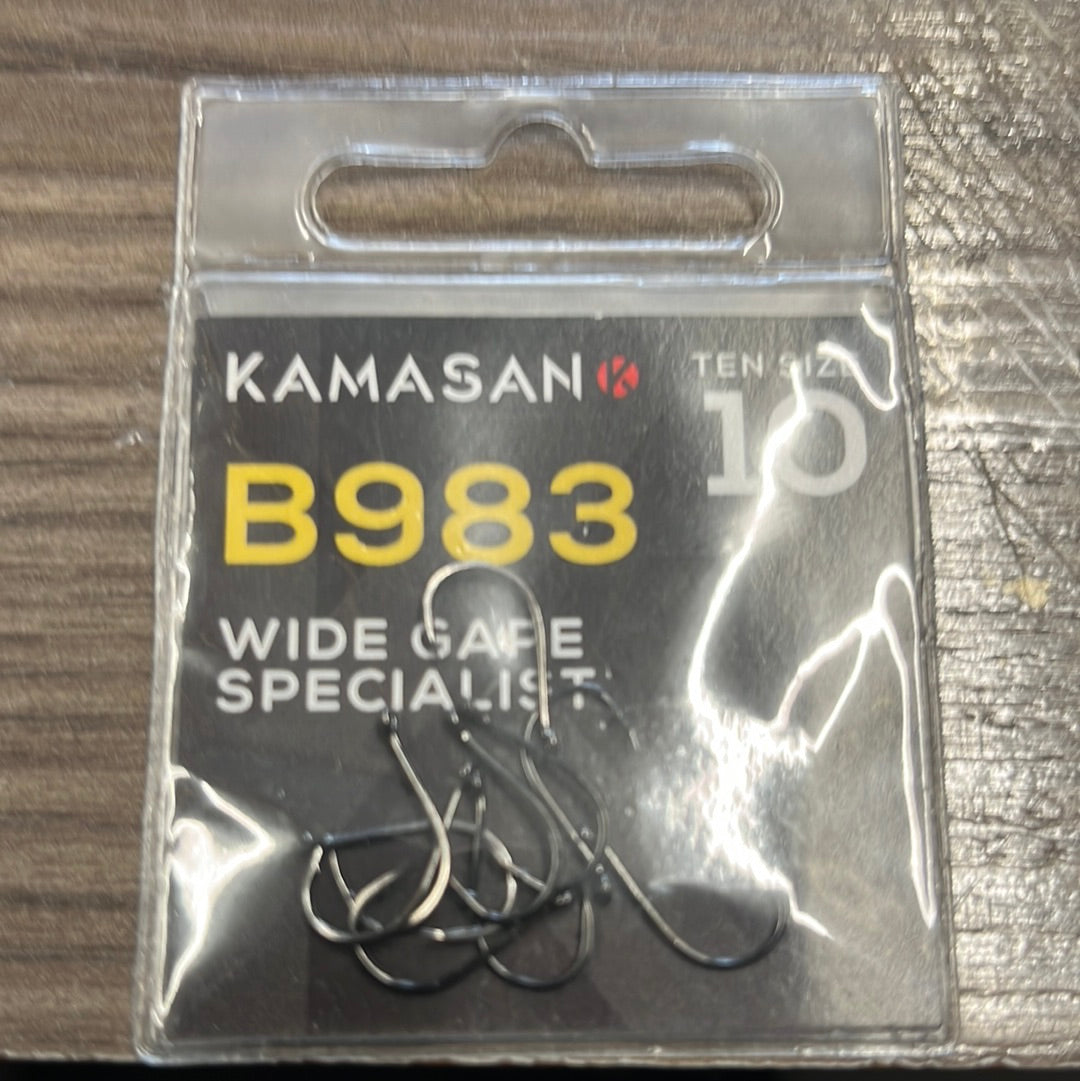 KAMASAN
TEN SIZE
10
B983
WIDE GAPE
SPECIALIST